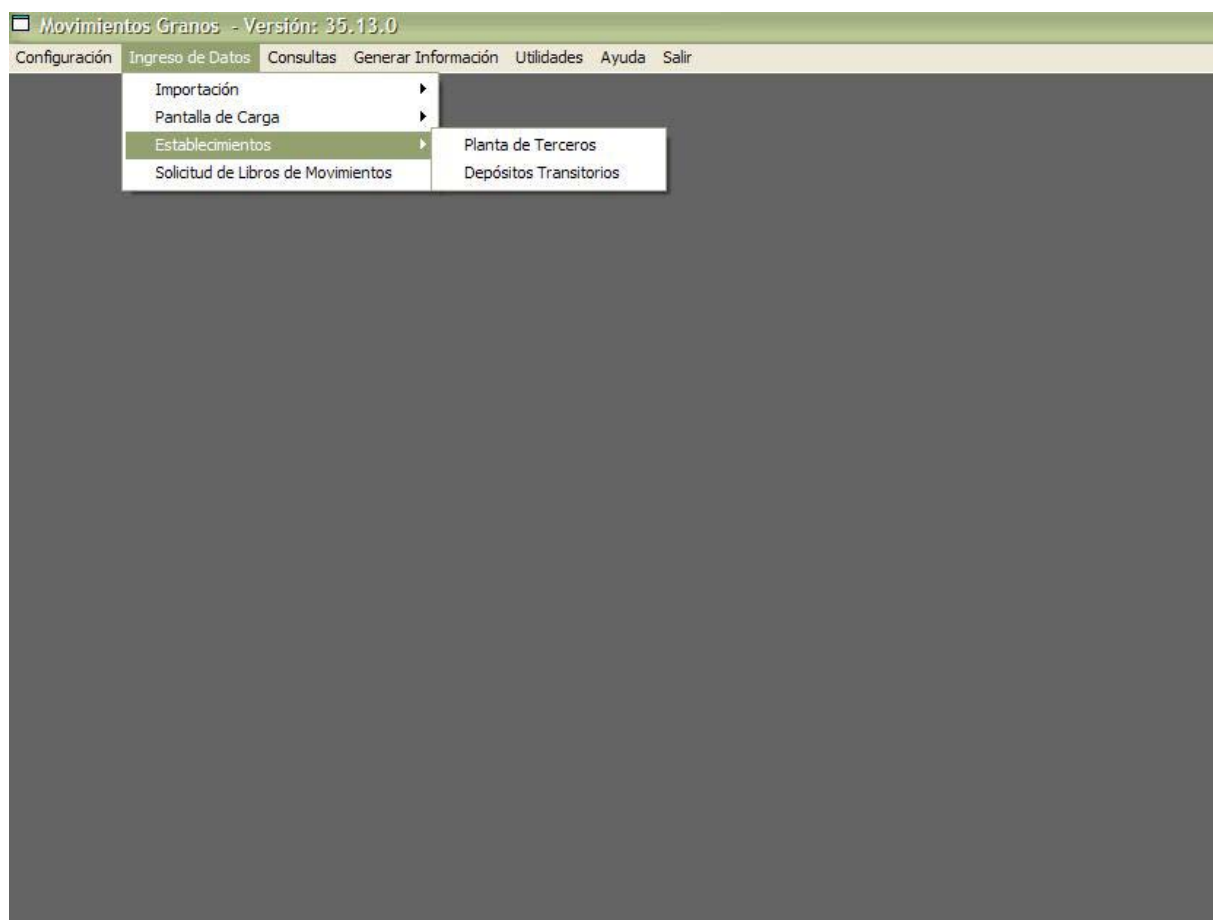 Movimientos Granos - Versión: 35.13.0
Configuración Ingreso de Datos Consultas Generar Información Utilidades Ayuda Salir
Importación
Pantalla de Carga
Establecimientos Planta de Terceros
Solicitud de Libros de Movimientos Depósitos Transitorios